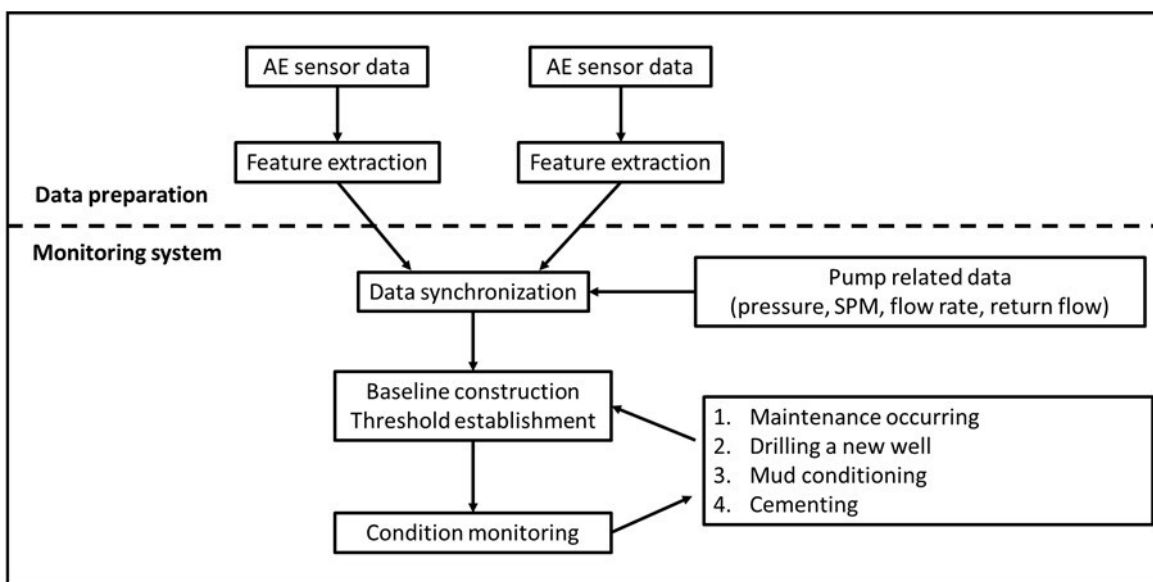 AE sensor data
AE sensor data
Feature extraction
Feature extraction
Data preparation
Monitoring system
Data synchronization
Pump related data
(pressure, SPM, flow rate, return flow)
Baseline construction
Threshold establishment
1. Maintenance occurring
2. Drilling a new well
3. Mud conditioning
4. Cementing
Condition monitoring